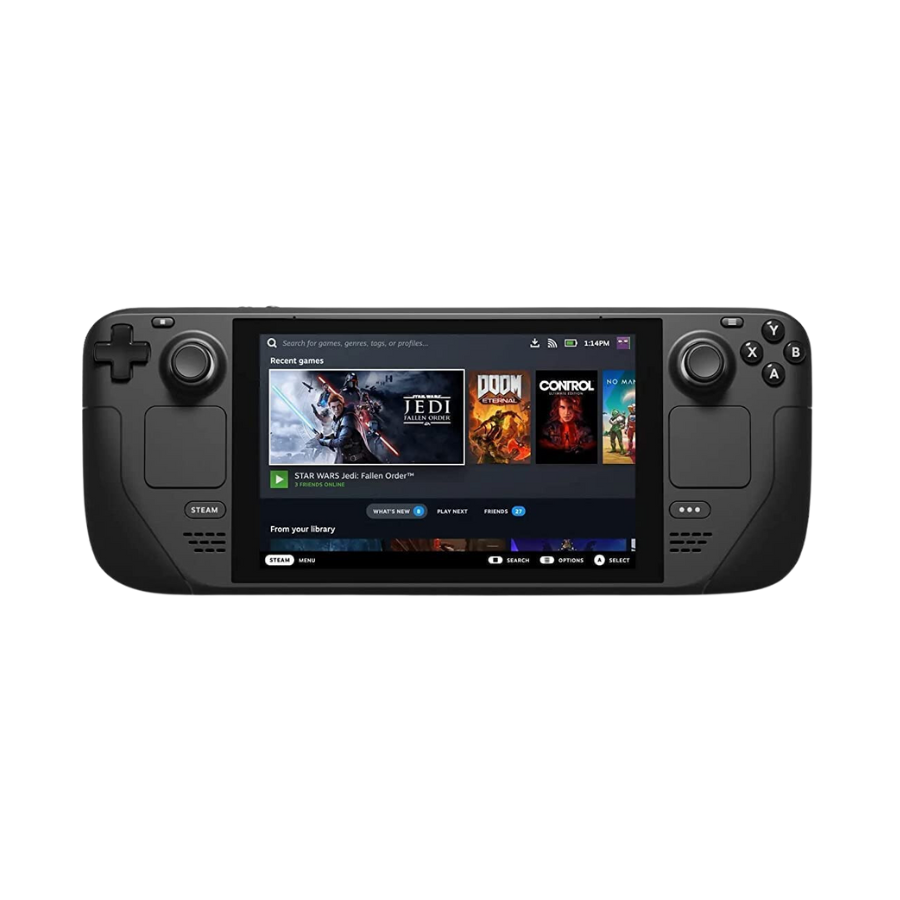 Search for games, genres, tags, or profiles...
1:14PM
Y
X B
A
Recent games
STAR WARS
JEDI
FALLEN ORDER
DOOM
ETERNAL
CONTROL
ULTIMATE EDITION
NO MAN
STAR WARS Jedi: Fallen Order™
3 FRIENDS ONLINE
STEAM
WHAT'S NEW 8 PLAY NEXT FRIENDS 27
From your library
STEAM MENU
SEARCH OPTIONS A SELECT